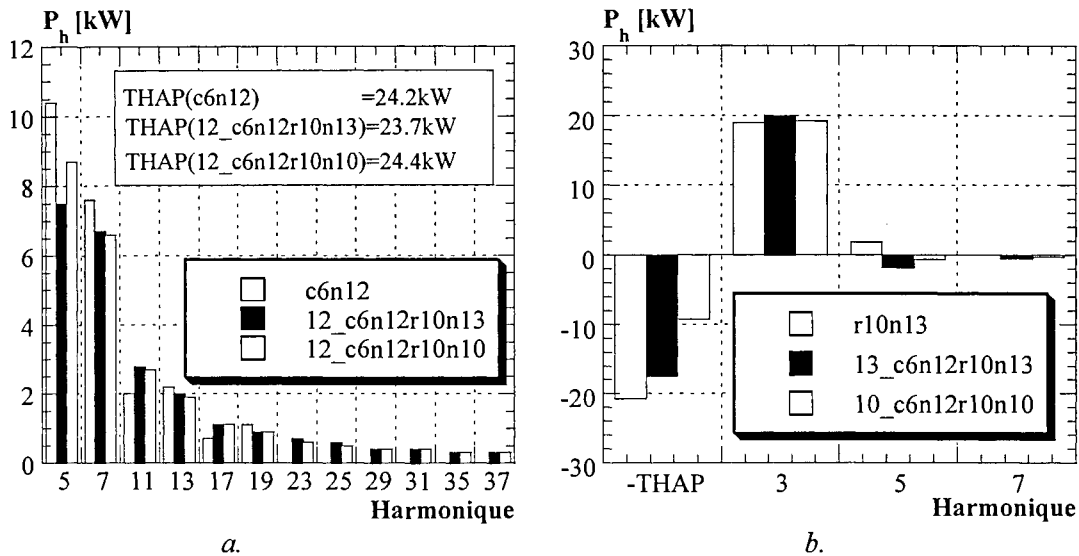 P_h [kW]
12
10
8
6
4
2
0
THAP(c6n12) =24.2kW
THAP(12_c6n12r10n13)=23.7kW
THAP(12_c6n12r10n10)=24.4kW
c6n12
12_c6n12r10n13
12_c6n12r10n10
5 7 11 13 17 19 23 25 29 31 35 37
Harmonique
a.
P_h [kW]
30
20
10
0
-10
-20
-30
r10n13
13_c6n12r10n13
10_c6n12r10n10
-THAP 3 5 7
Harmonique
b.